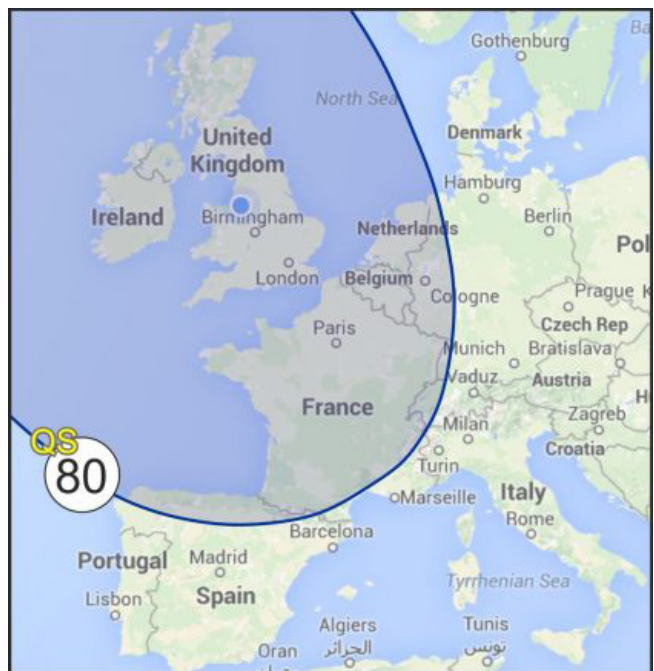 Gothenburg
North Sea
Denmark
United
Kingdom
Hamburg
Ireland
Birmingham
Netherlands
Berlin
London
Belgium
Cologne
Prague
Paris
Czech Rep
Munich
Bratislava
Vaduz
Austria
France
Zagreb
Milan
Croatia
QS
80
Turin
Marseille
Italy
Rome
Barcelona
Portugal
Madrid
Tyrrhenian Sea
Lisbon
Spain
Algiers
الجزائر
Tunis
تونس
Oran